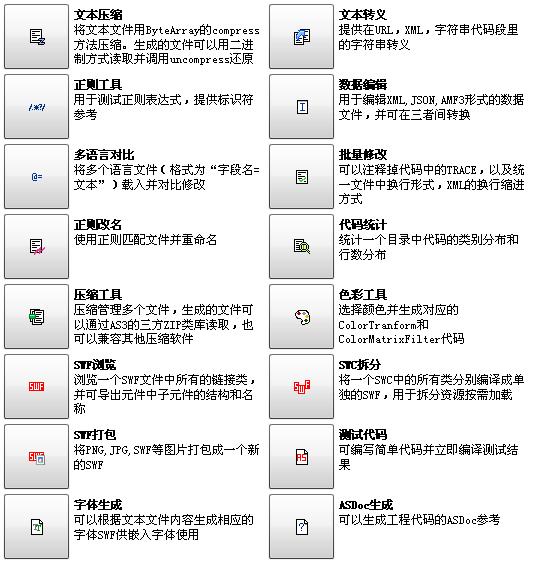 文本压缩
将文本文件用ByteArray的compress
方法压缩。生成的文件可以用二进
制方式读取并调用uncompress还原
文本转义
提供在URL，XML，字符串代码段里
的字符串转义
/.*?/
正则工具
用于测试正则表达式，提供标识符
参考
数据编辑
用于编辑XML,JSON,AMF3形式的数据
文件，并可在三者间转换
@=
多语言对比
将多个语言文件（格式为“字段名=
文本”）载入并对比修改
批量修改
可以注释掉代码中的TRACE，以及统
一文件中换行形式，XML的换行缩进
方式
正则改名
使用正则匹配文件并重命名
代码统计
统计一个目录中代码的类别分布和
行数分布
压缩工具
压缩管理多个文件，生成的文件可
以通过AS3的三方ZIP类库读取，也
可以兼容其他压缩软件
色彩工具
选择颜色并生成对应的
ColorTranform和
ColorMatrixFilter代码
SWF
SWF浏览
浏览一个SWF文件中所有的链接类，
并可导出元件中子元件的结构和名
称
SWF
SWC拆分
将一个SWC中的所有类分别编译成单
独的SWF，用于拆分资源按需加载
SWF打包
将PNG,JPG,SWF等图片打包成一个新
的SWF
AS
测试代码
可编写简单代码并立即编译测试结
果
字体生成
可以根据文本文件内容生成相应的
字体SWF供嵌入字体使用
?
ASDoc生成
可以生成工程代码的ASDoc参考